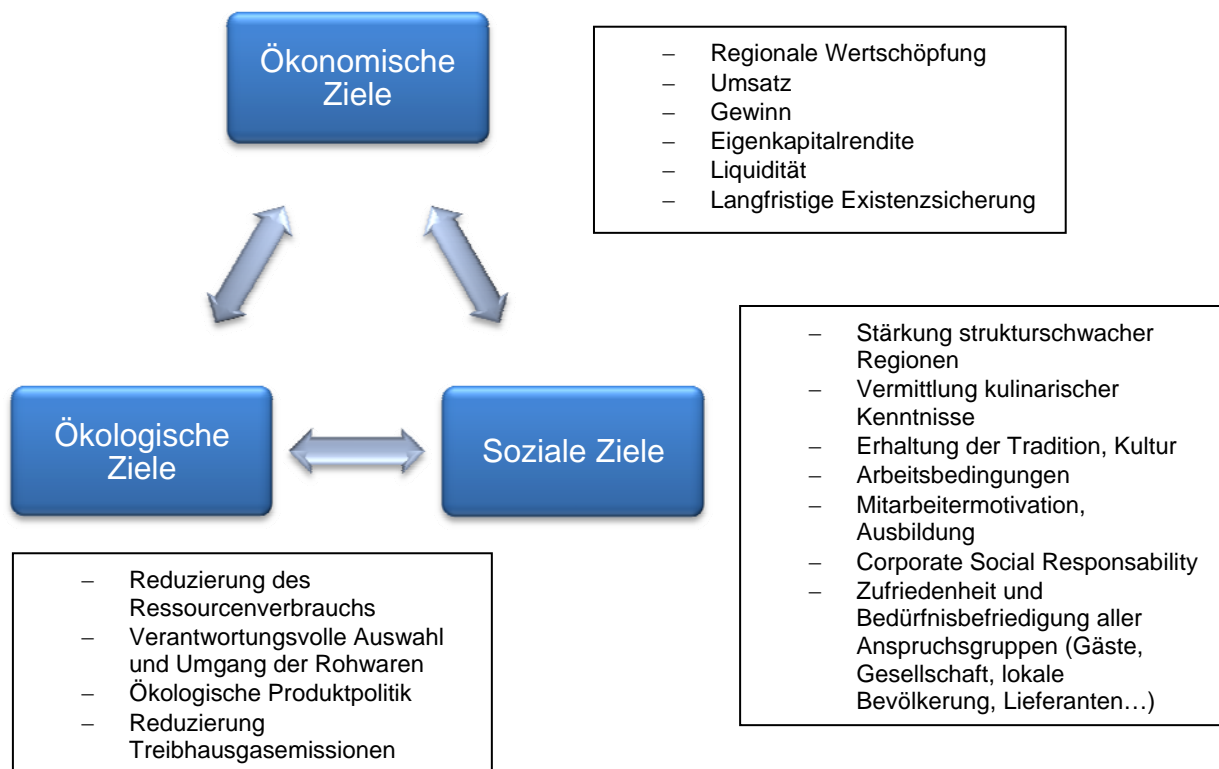 Ökonomische
Ziele
– Regionale Wertschöpfung
– Umsatz
– Gewinn
– Eigenkapitalrendite
– Liquidität
– Langfristige Existenzsicherung
Ökologische
Ziele
Soziale Ziele
– Stärkung strukturschwacher
Regionen
– Vermittlung kulinarischer
Kenntnisse
– Erhaltung der Tradition, Kultur
– Arbeitsbedingungen
– Mitarbeitermotivation,
Ausbildung
– Corporate Social Responsability
– Zufriedenheit und
Bedürfnisbefriedigung aller
Anspruchsgruppen (Gäste,
Gesellschaft, lokale
Bevölkerung, Lieferanten…)
– Reduzierung des
Ressourcenverbrauchs
– Verantwortungsvolle Auswahl
und Umgang der Rohwaren
– Ökologische Produktpolitik
– Reduzierung
Treibhausgasemissionen